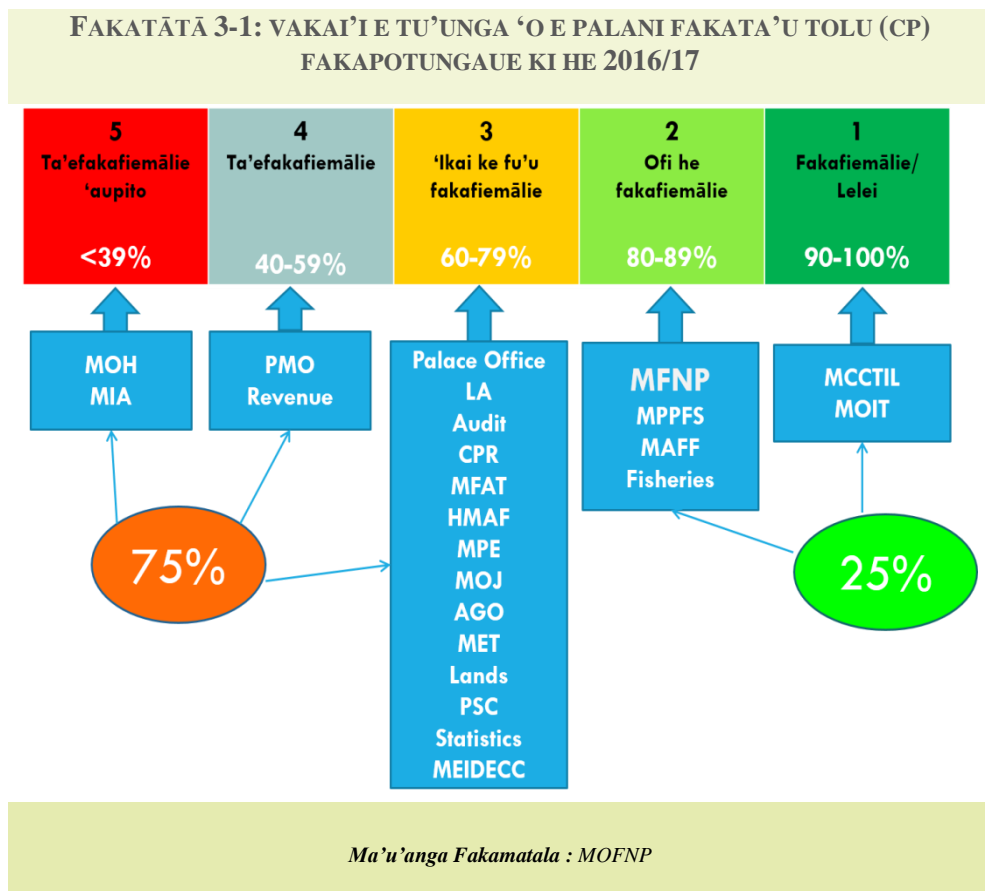 FAKATĀTĀ 3-1: VAKAI’I E TU’UNGA ‘O E PALANI FAKATA’U TOLU (CP)
FAKAPOTUNGAUE KI HE 2016/17
5
Ta’efakafiemālie
‘aupito
<39%
4
Ta’efakafiemālie
40-59%
3
‘Ikai ke fu’u
fakafiemālie
60-79%
2
Ofi he
fakafiemālie
80-89%
1
Fakafiemālie/
Lelei
90-100%
MOH
MIA
PMO
Revenue
Palace Office
LA
Audit
CPR
MFAT
HMAF
MPE
MOJ
AGO
MET
Lands
PSC
Statistics
MEIDECC
MFNP
MPPFS
MAFF
Fisheries
MCCTIL
MOIT
75%
25%
Ma’u’anga Fakamatala : MOFNP